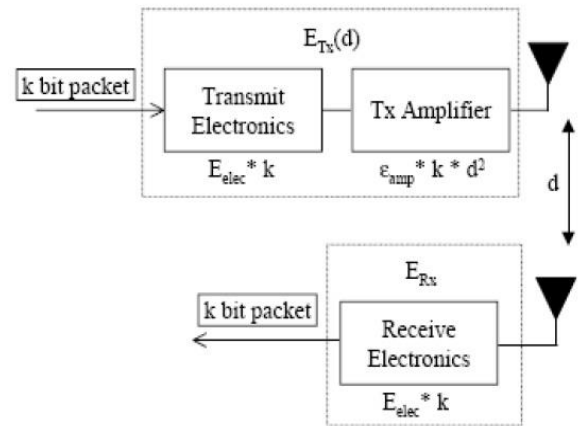 E_Tx(d)
k bit packet
Transmit
Electronics
Tx Amplifier
E_elec* k
ε_amp* k * d²
d
E_Rx
k bit packet
Receive
Electronics
E_elec* k